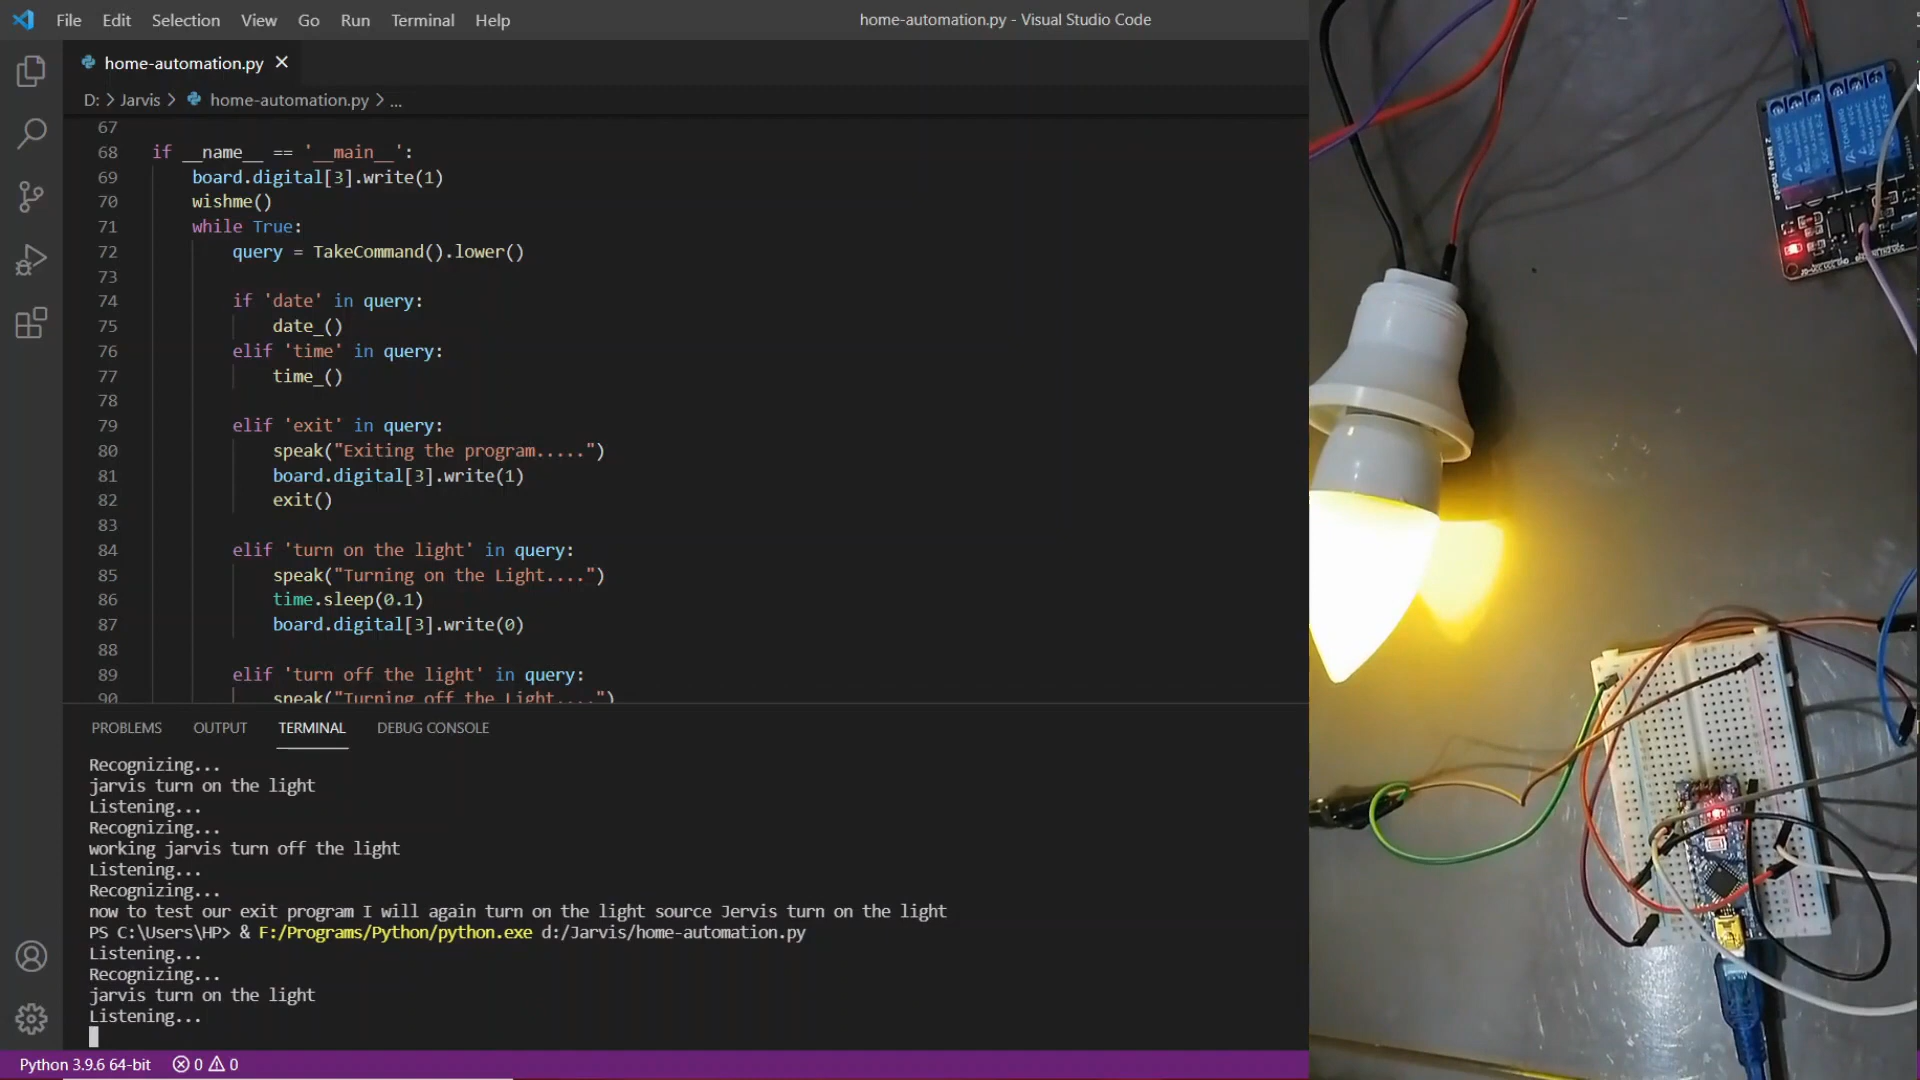 File Edit Selection View Go Run Terminal Help
home-automation.py - Visual Studio Code
home-automation.py
D: > Jarvis > home-automation.py > ...
67
68 if __name__ == '__main__':
69 board.digital[3].write(1)
70 wishme()
71 while True:
72 query = TakeCommand().lower()
73
74 if 'date' in query:
75 date_()
76 elif 'time' in query:
77 time_()
78
79 elif 'exit' in query:
80 speak("Exiting the program.....")
81 board.digital[3].write(1)
82 exit()
83
84 elif 'turn on the light' in query:
85 speak("Turning on the Light....")
86 time.sleep(0.1)
87 board.digital[3].write(0)
88
89 elif 'turn off the light' in query:
90 speak("Turning off the Light....")
PROBLEMS OUTPUT TERMINAL DEBUG CONSOLE
Recognizing...
jarvis turn on the light
Listening...
Recognizing...
working jarvis turn off the light
Listening...
Recognizing...
now to test our exit program I will again turn on the light source Jervis turn on the light
PS C:\Users\HP> & F:/Programs/Python/python.exe d:/Jarvis/home-automation.py
Listening...
Recognizing...
jarvis turn on the light
Listening...
Python 3.9.6 64-bit 0 0
2 Relay Module